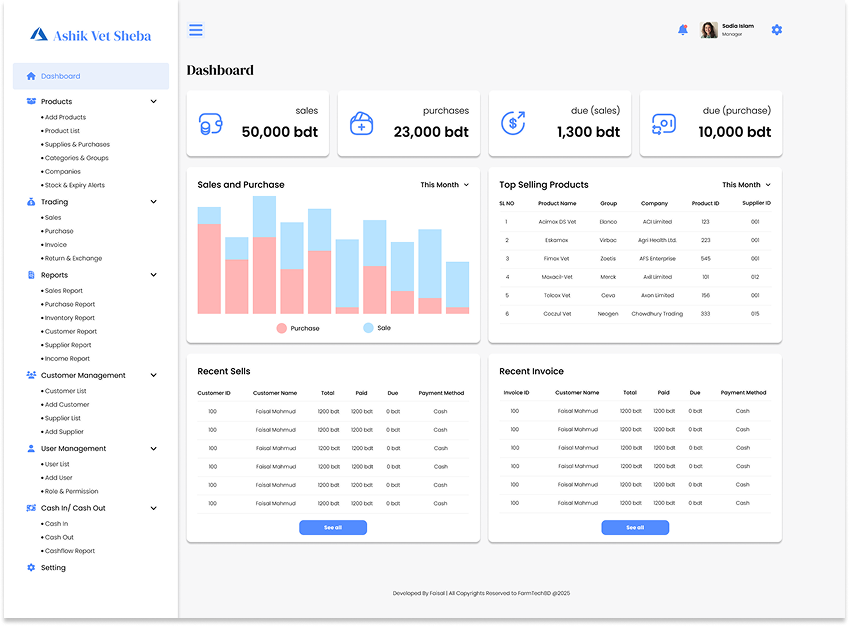 Ashik Vet Sheba
Dashboard
Products
Add Products
Product List
Supplies & Purchases
Categories & Groups
Companies
Stock & Expiry Alerts
Trading
Sales
Purchase
Invoice
Return & Exchange
Reports
Sales Report
Purchase Report
Inventory Report
Customer Report
Supplier Report
Income Report
Customer Management
Customer List
Add Customer
Supplier List
Add Supplier
User Management
User List
Add User
Role & Permission
Cash In/ Cash Out
Cash In
Cash Out
Cashflow Report
Setting
Sadia Islam
Manager
Dashboard
sales
50,000 bdt
purchases
23,000 bdt
due (sales)
1,300 bdt
due (purchase)
10,000 bdt
Sales and Purchase This Month
Purchase Sale
Top Selling Products This Month
SL NO Product Name Group Company Product ID Supplier ID
1 Acimox DS Vet Elanco ACI Limited 123 001
2 Eskamox Virbac Agri Health Ltd. 223 001
3 Fimox Vet Zoetis AFS Enterprise 545 001
4 Moxacil-Vet Merck Axil Limited 101 012
5 Tolcox Vet Ceva Avon Limited 156 001
6 Coczul Vet Neogen Chowdhury Trading 333 015
Recent Sells
Customer ID Customer Name Total Paid Due Payment Method
100 Faisal Mahmud 1200 bdt 1200 bdt 0 bdt Cash
100 Faisal Mahmud 1200 bdt 1200 bdt 0 bdt Cash
100 Faisal Mahmud 1200 bdt 1200 bdt 0 bdt Cash
100 Faisal Mahmud 1200 bdt 1200 bdt 0 bdt Cash
100 Faisal Mahmud 1200 bdt 1200 bdt 0 bdt Cash
100 Faisal Mahmud 1200 bdt 1200 bdt 0 bdt Cash
See all
Recent Invoice
Invoice ID Customer Name Total Paid Due Payment Method
100 Faisal Mahmud 1200 bdt 1200 bdt 0 bdt Cash
100 Faisal Mahmud 1200 bdt 1200 bdt 0 bdt Cash
100 Faisal Mahmud 1200 bdt 1200 bdt 0 bdt Cash
100 Faisal Mahmud 1200 bdt 1200 bdt 0 bdt Cash
100 Faisal Mahmud 1200 bdt 1200 bdt 0 bdt Cash
100 Faisal Mahmud 1200 bdt 1200 bdt 0 bdt Cash
See all
Developed By Faisal | All Copyrights Reserved to FarmTechBD @2025